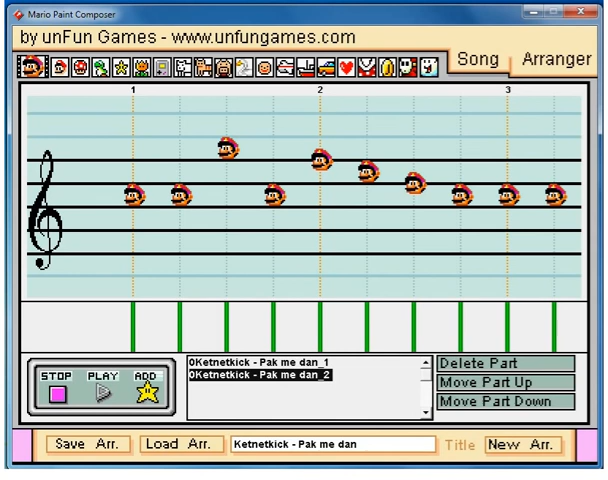 Mario Paint Composer
by unFun Games - www.unfungames.com
Song
Arranger
1 2 3
STOP PLAY ADD
0Ketnetkick - Pak me dan_1
0Ketnetkick - Pak me dan_2
Delete Part
Move Part Up
Move Part Down
Save Arr. Load Arr. Ketnetkick - Pak me dan Title New Arr.